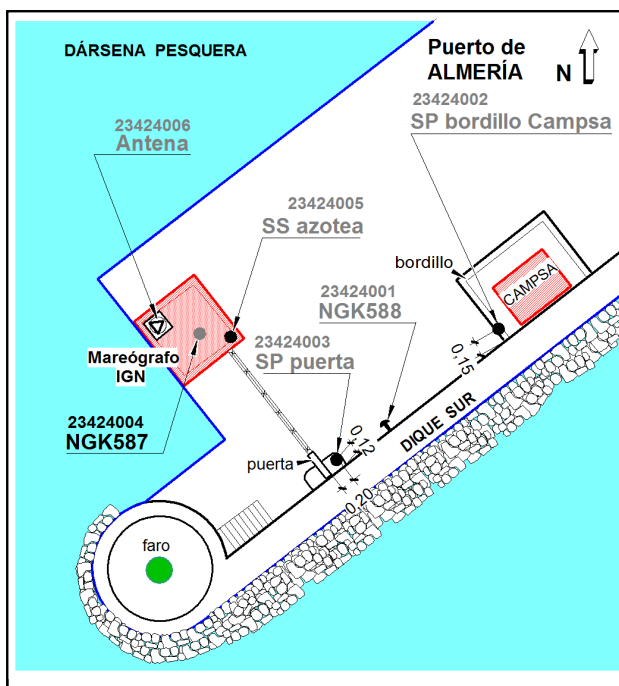 DÁRSENA PESQUERA
Puerto de
ALMERÍA
N
23424002
SP bordillo Campsa
23424006
Antena
23424005
SS azotea
bordillo
CAMPSA
23424001
NGK588
23424003
SP puerta
Mareógrafo
IGN
0,15
23424004
NGK587
0,12
DIQUE SUR
puerta
0,20
faro